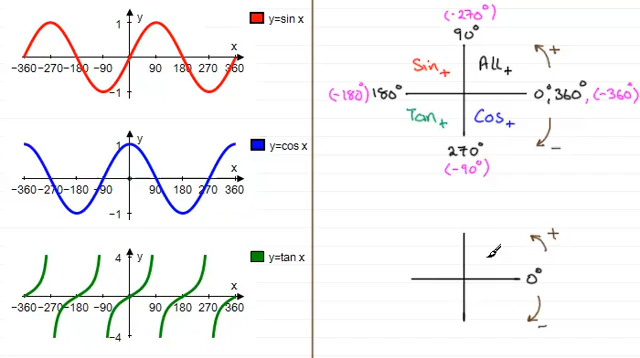 y=sin x
1
y
x
−360 −270 −180 −90 90 180 270 360
−1
y=cos x
1
y
x
−360 −270 −180 −90 90 180 270 360
−1
y=tan x
4
y
x
−360 −270 −180 −90 90 180 270 360
−4
(-270°)
90°
+
Sin+ All+
(-180°) 180° 0°, 360°, (-360°)
Tan+ Cos+
−
270°
(-90°)
+
0°
−